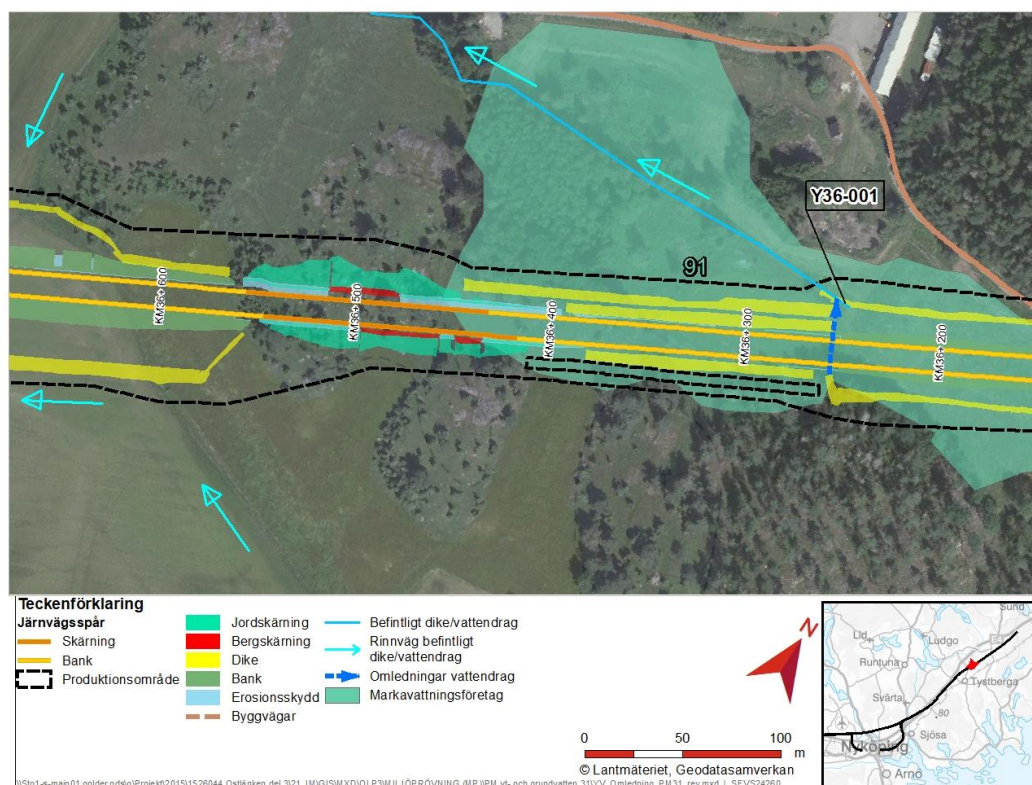 Y36-001
91
KM36+ 600
KM36+ 500
KM36+ 400
KM36+ 300
KM36+ 200
Teckenförklaring
Järnvägsspår
Skärning
Bank
Produktionsområde
Jordskärning
Bergskärning
Dike
Bank
Erosionsskydd
Byggvägar
Befintligt dike/vattendrag
Rinnväg befintligt
dike/vattendrag
Omledningar vattendrag
Markavattningsföretag
N
0 50 100
m
© Lantmäteriet, Geodatasamverkan
Sund
Lid
Ludgo
E4
Runtuna
Tystberga
Svärta
80
Sjösa
Nyköping
Arnö